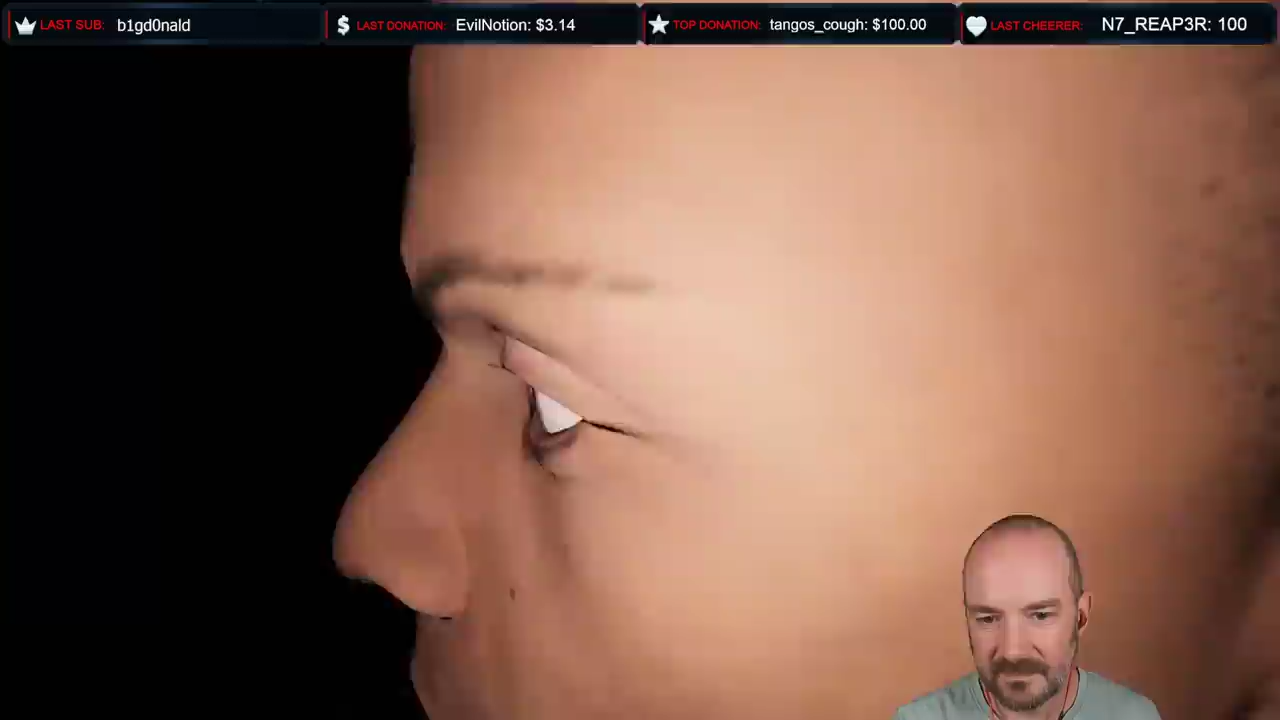 LAST SUB: b1gd0nald
LAST DONATION: EvilNotion: $3.14
TOP DONATION: tangos_cough: $100.00
LAST CHEERER: N7_REAP3R: 100